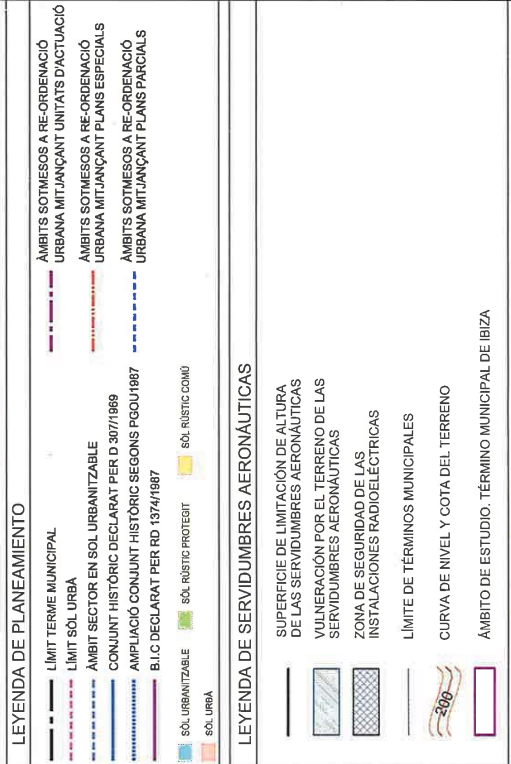 LEYENDA DE PLANEAMIENTO
LÍMIT TERME MUNICIPAL
LÍMIT SÒL URBÀ
ÀMBIT SECTOR EN SOL URBANITZABLE
CONJUNT HISTÒRIC DECLARAT PER D 307/1969
AMPLIACIÓ CONJUNT HISTÒRIC SEGONS PGOU1987
B.I.C DECLARAT PER RD 1374/1987
ÀMBITS SOTMESOS A RE-ORDENACIÓ
URBANA MITJANÇANT UNITATS D'ACTUACIÓ
ÀMBITS SOTMESOS A RE-ORDENACIÓ
URBANA MITJANÇANT PLANS ESPECIALS
ÀMBITS SOTMESOS A RE-ORDENACIÓ
URBANA MITJANÇANT PLANS PARCIALS
SÒL URBANITZABLE
SÒL RÚSTIC PROTEGIT
SÒL RÚSTIC COMÚ
SÒL URBÀ
LEYENDA DE SERVIDUMBRES AERONÁUTICAS
SUPERFICIE DE LIMITACIÓN DE ALTURA
DE LAS SERVIDUMBRES AERONÁUTICAS
VULNERACIÓN POR EL TERRENO DE LAS
SERVIDUMBRES AERONÁUTICAS
ZONA DE SEGURIDAD DE LAS
INSTALACIONES RADIOELÉCTRICAS
LÍMITE DE TÉRMINOS MUNICIPALES
200
CURVA DE NIVEL Y COTA DEL TERRENO
ÁMBITO DE ESTUDIO. TÉRMINO MUNICIPAL DE IBIZA